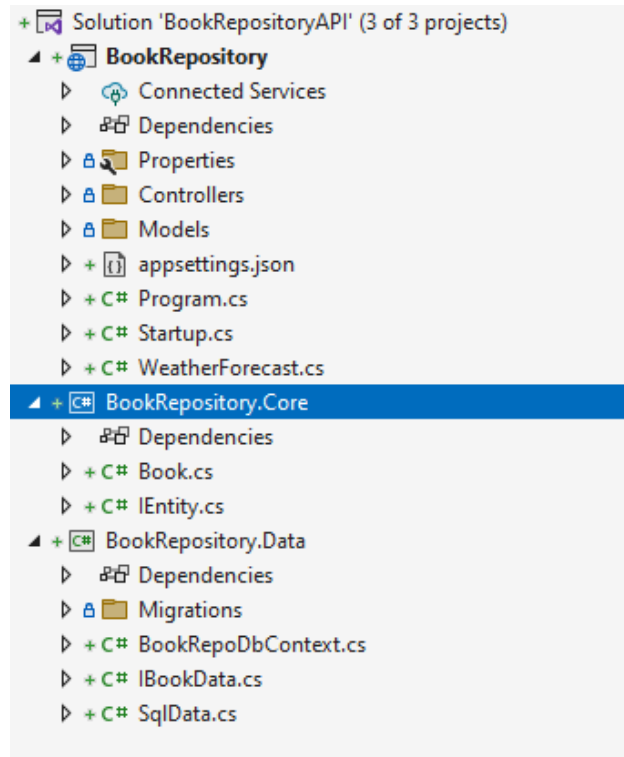 Solution 'BookRepositoryAPI' (3 of 3 projects)
BookRepository
Connected Services
Dependencies
Properties
Controllers
Models
appsettings.json
C# Program.cs
C# Startup.cs
C# WeatherForecast.cs
C# BookRepository.Core
Dependencies
C# Book.cs
C# IEntity.cs
C# BookRepository.Data
Dependencies
Migrations
C# BookRepoDbContext.cs
C# IBookData.cs
C# SqlData.cs